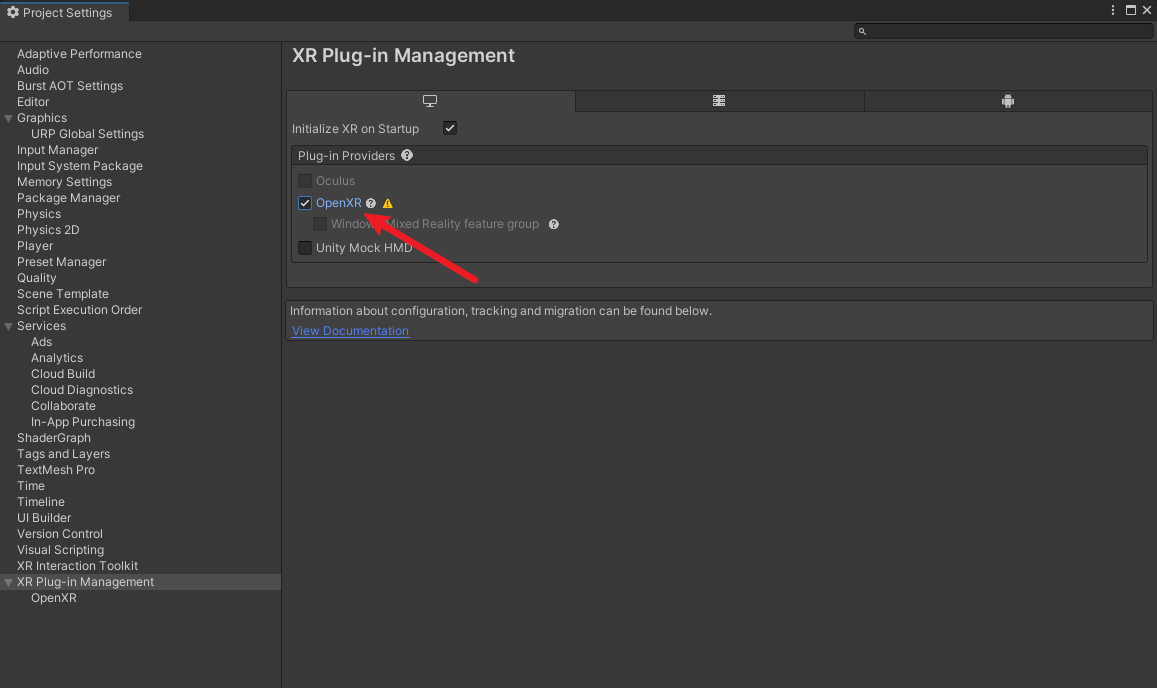 Project Settings
Adaptive Performance
Audio
Burst AOT Settings
Editor
Graphics
URP Global Settings
Input Manager
Input System Package
Memory Settings
Package Manager
Physics
Physics 2D
Player
Preset Manager
Quality
Scene Template
Script Execution Order
Services
Ads
Analytics
Cloud Build
Cloud Diagnostics
Collaborate
In-App Purchasing
ShaderGraph
Tags and Layers
TextMesh Pro
Time
Timeline
UI Builder
Version Control
Visual Scripting
XR Interaction Toolkit
XR Plug-in Management
OpenXR
XR Plug-in Management
Initialize XR on Startup
Plug-in Providers
Oculus
OpenXR
Windows Mixed Reality feature group
Unity Mock HMD
Information about configuration, tracking and migration can be found below.
View Documentation